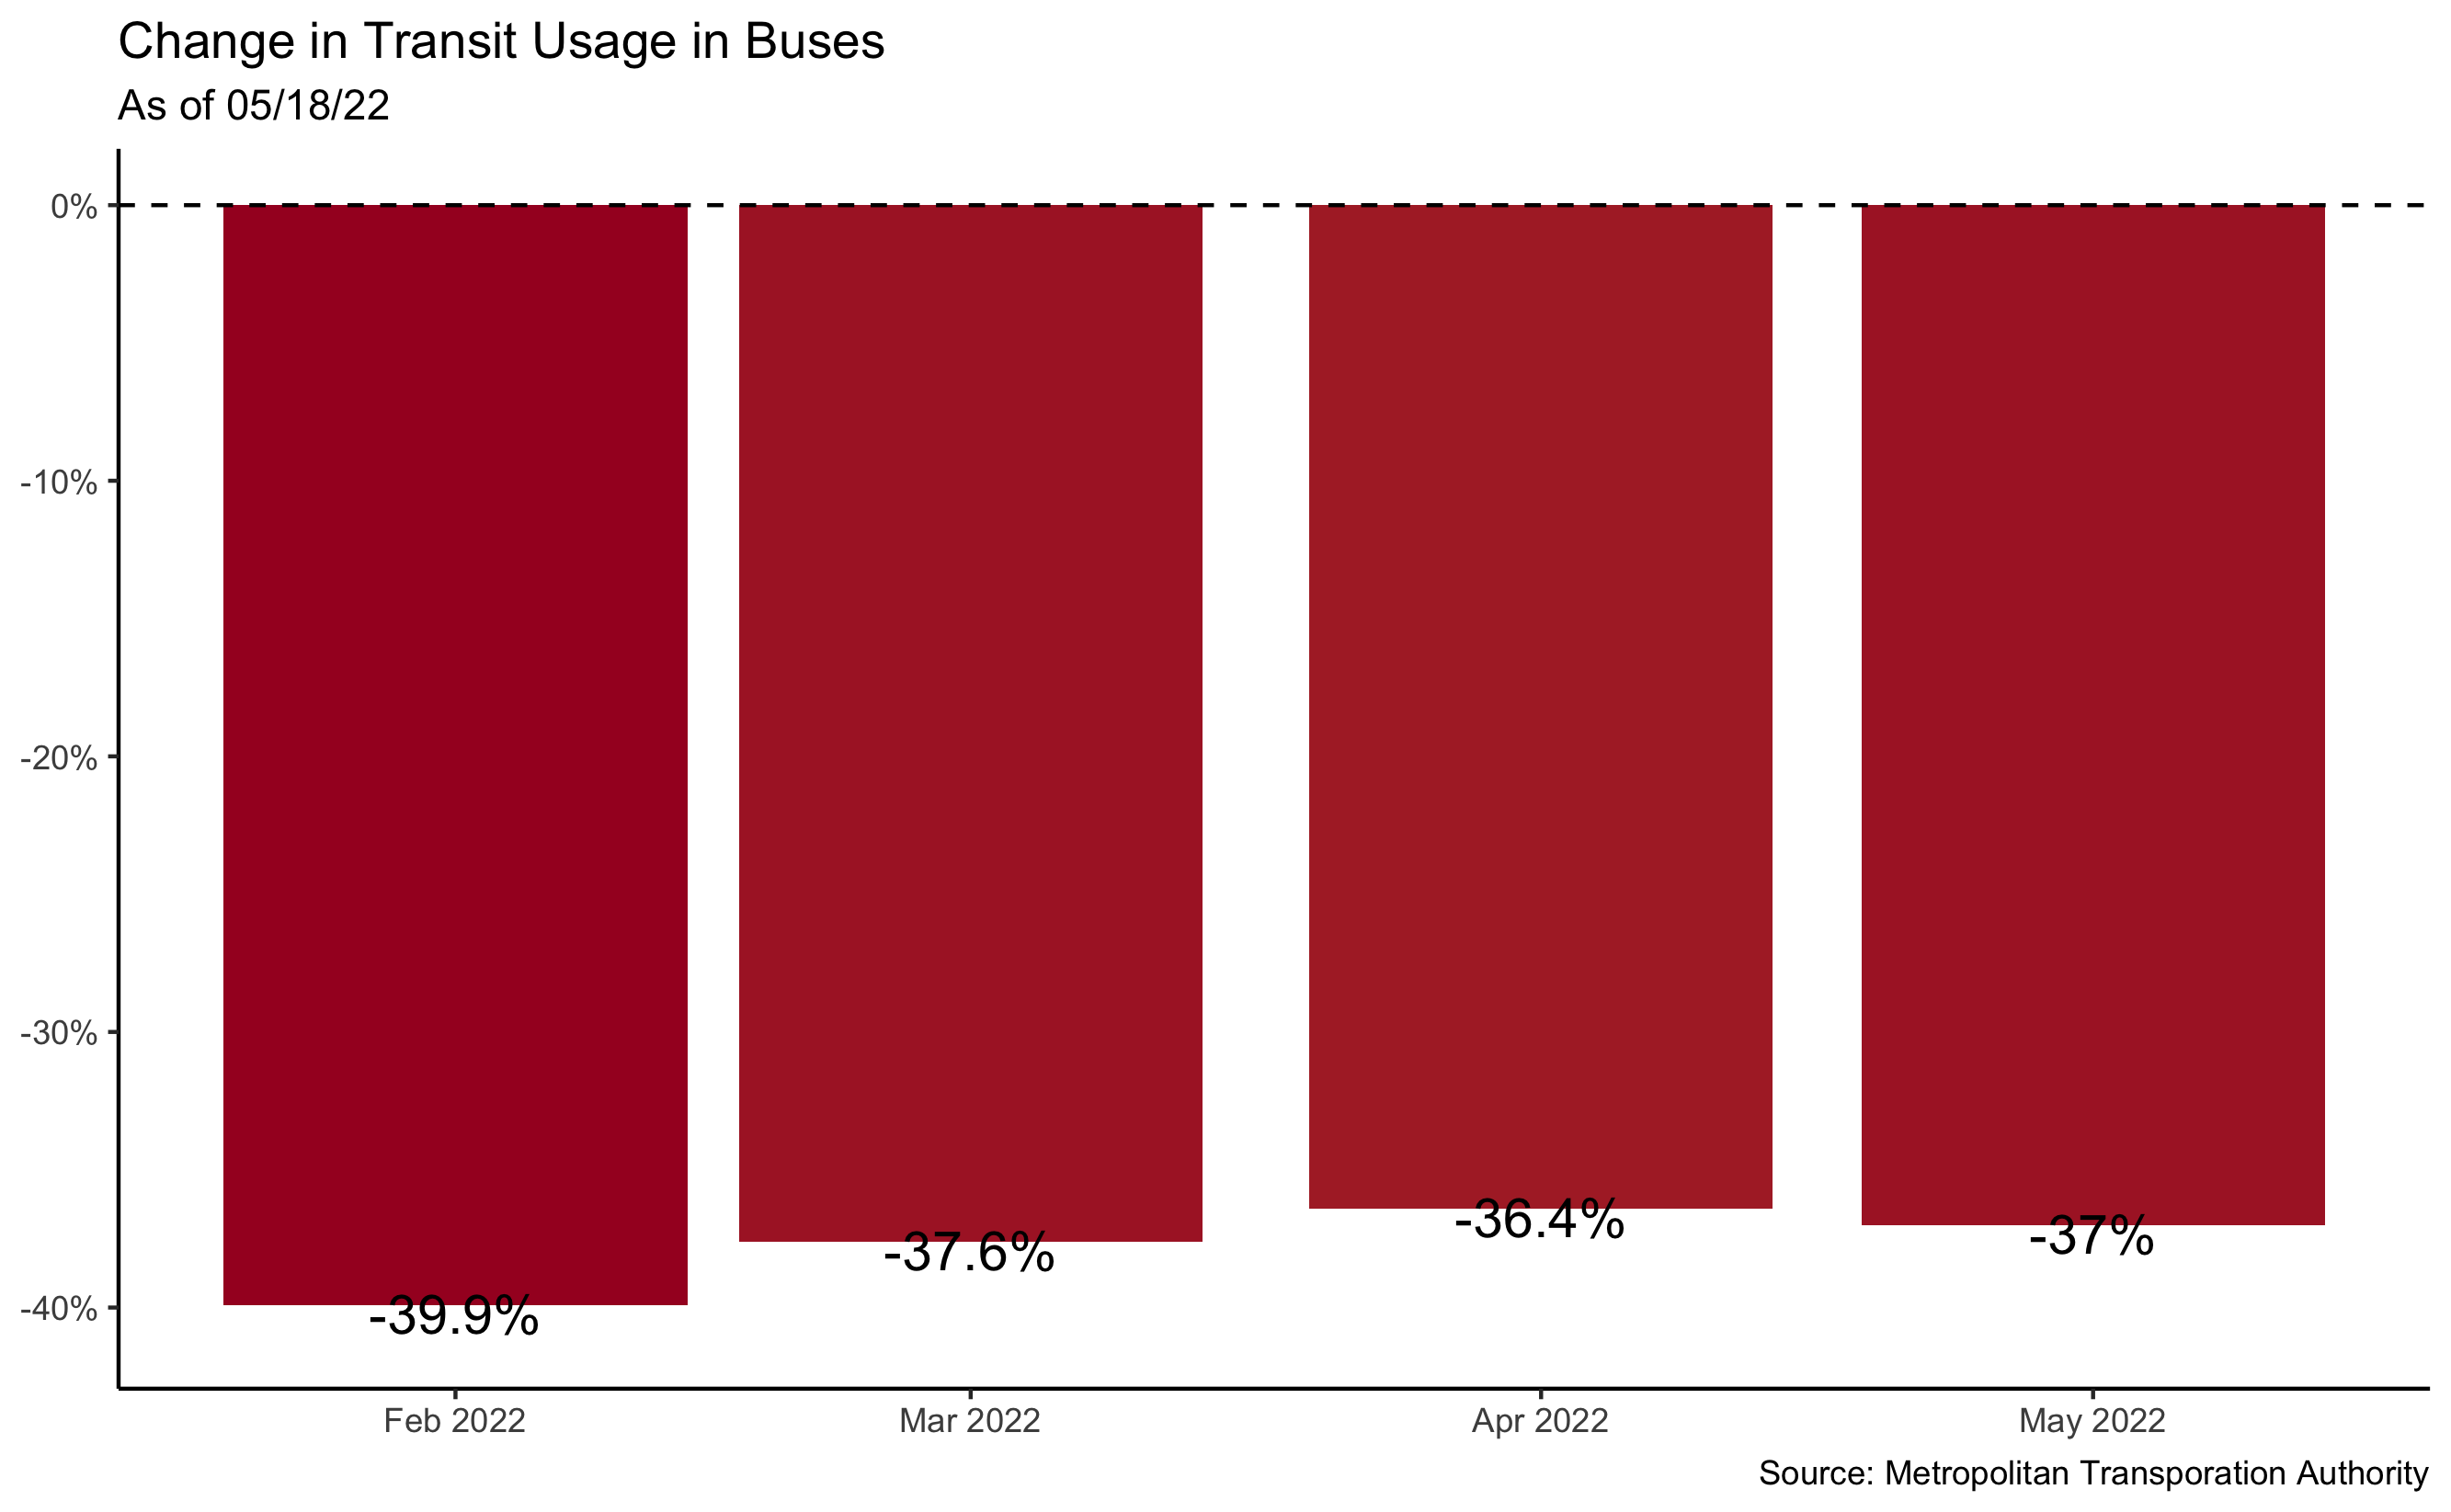 Change in Transit Usage in Buses
As of 05/18/22
0%
-10%
-20%
-30%
-40%
-39.9%
-37.6%
-36.4%
-37%
Feb 2022
Mar 2022
Apr 2022
May 2022
Source: Metropolitan Transporation Authority